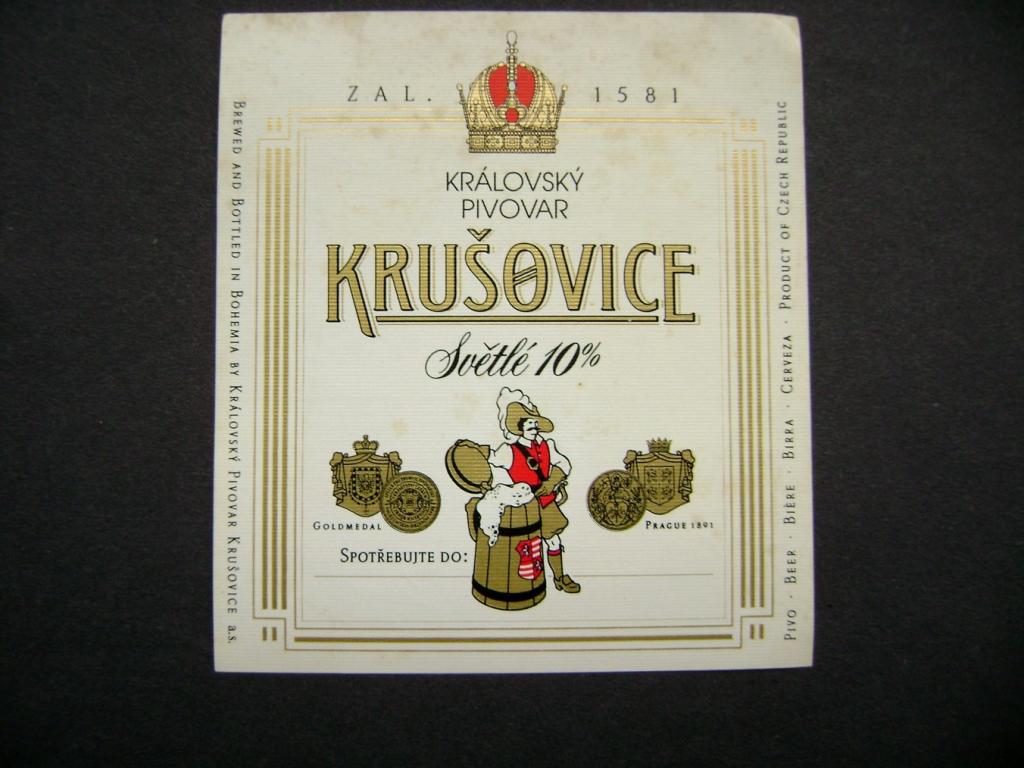 ZAL. 1581
KRÁLOVSKÝ
PIVOVAR
KRUŠOVICE
Světlé 10%
GOLDMEDAL
PRAGUE 1891
SPOTŘEBUJTE DO:
BREWED AND BOTTLED IN BOHEMIA BY KRÁLOVSKÝ PIVOVAR KRUŠOVICE a.s.
PIVO · BEER · BIÈRE · BIRRA · CERVEZA · PRODUCT OF CZECH REPUBLIC